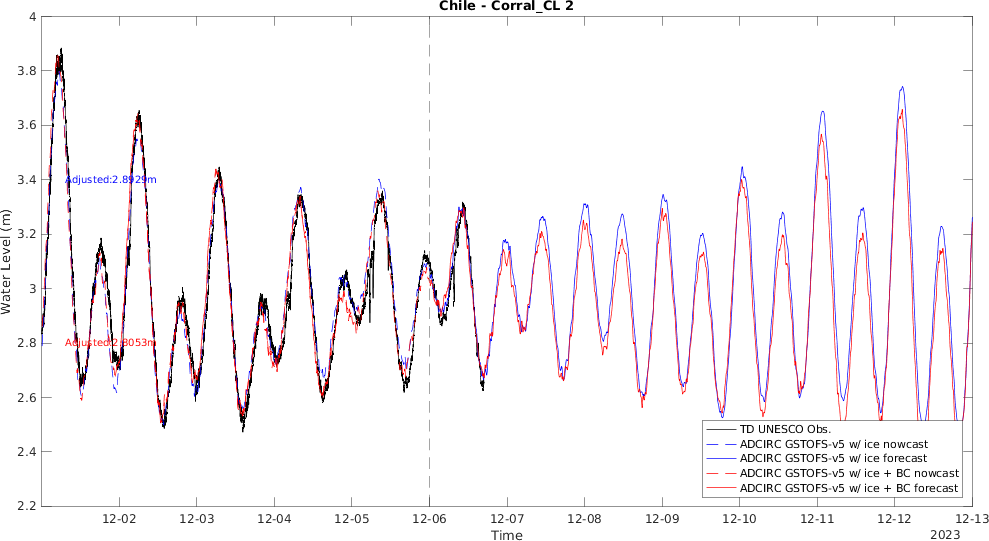 Chile - Corral_CL 2
Water Level (m)
4
3.8
3.6
3.4
3.2
3
2.8
2.6
2.4
2.2
Adjusted:2.8929m
Adjusted:2.8053m
TD UNESCO Obs.
ADCIRC GSTOFS-v5 w/ ice nowcast
ADCIRC GSTOFS-v5 w/ ice forecast
ADCIRC GSTOFS-v5 w/ ice + BC nowcast
ADCIRC GSTOFS-v5 w/ ice + BC forecast
12-02 12-03 12-04 12-05 12-06 12-07 12-08 12-09 12-10 12-11 12-12 12-13
Time
2023